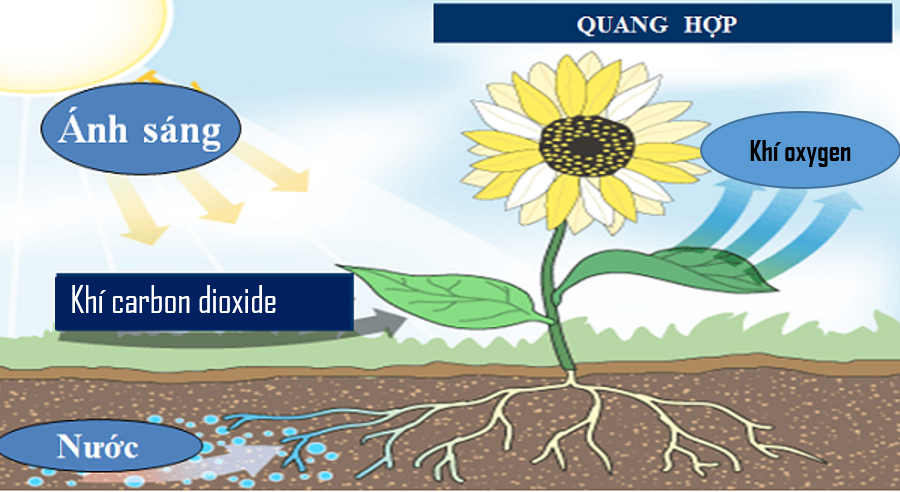 QUANG HỢP
Ánh sáng
Khí oxygen
Khí carbon dioxide
Nước